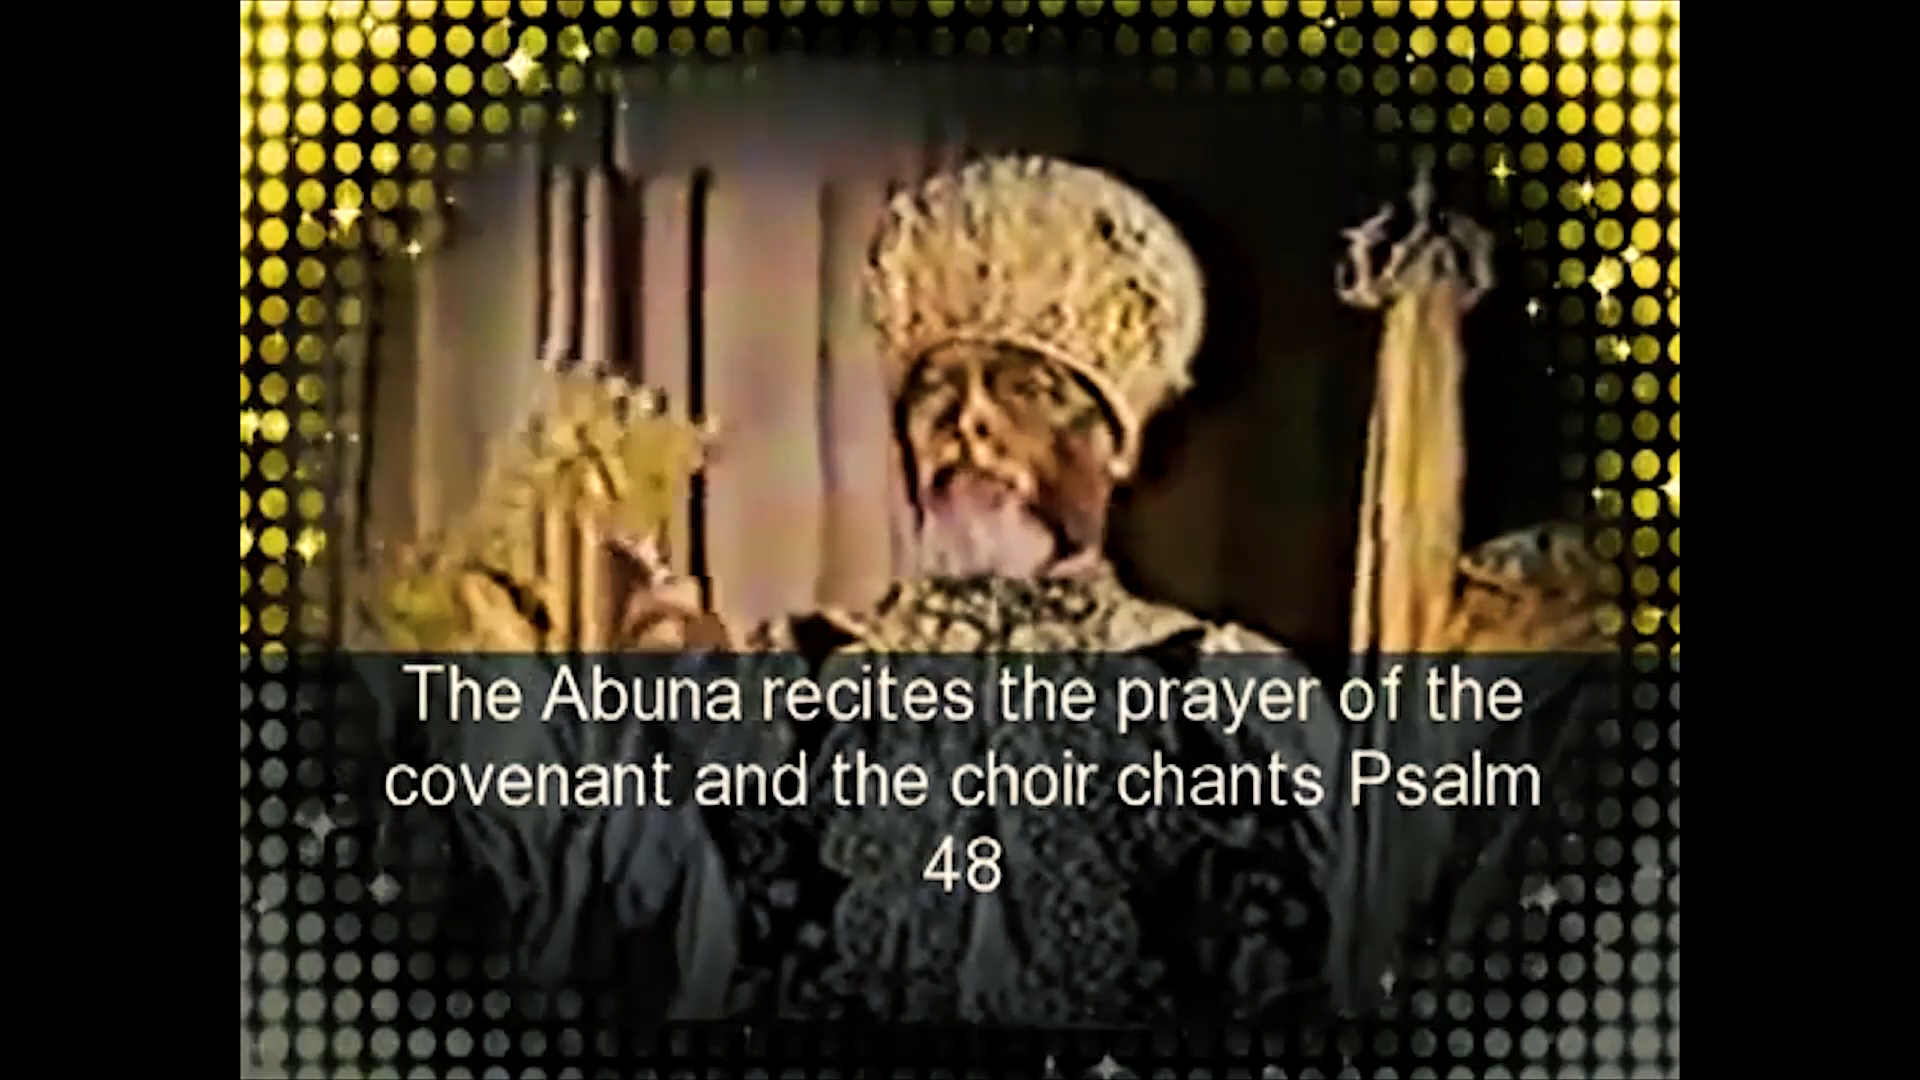 The Abuna recites the prayer of the
covenant and the choir chants Psalm
48